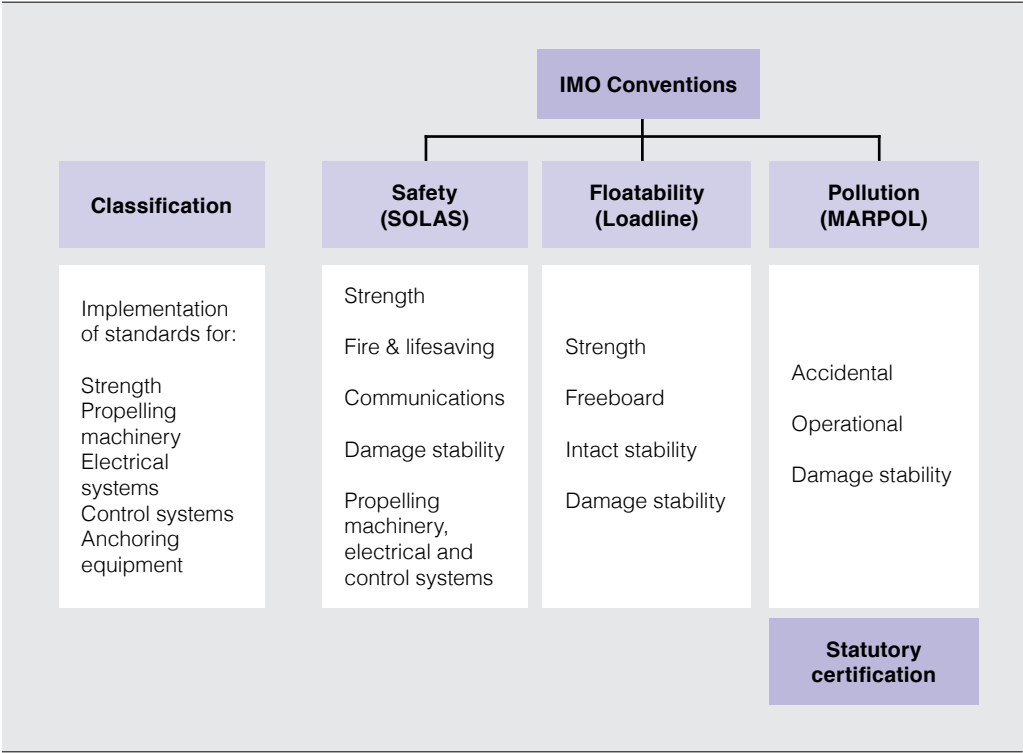 IMO Conventions
Classification
Implementation
of standards for:
Strength
Propelling
machinery
Electrical
systems
Control systems
Anchoring
equipment
Safety
(SOLAS)
Strength
Fire & lifesaving
Communications
Damage stability
Propelling
machinery,
electrical and
control systems
Floatability
(Loadline)
Strength
Freeboard
Intact stability
Damage stability
Pollution
(MARPOL)
Accidental
Operational
Damage stability
Statutory
certification